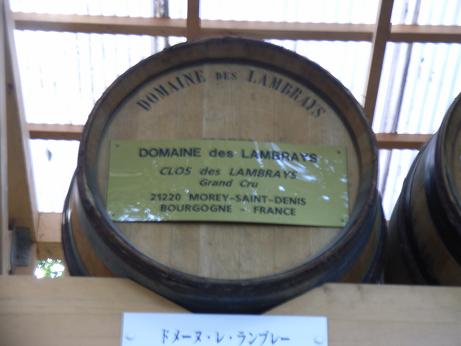 DOMAINE DES LAMBRAYS
DOMAINE des LAMBRAYS
CLOS des LAMBRAYS
Grand Cru
21220 MOREY-SAINT-DENIS
BOURGOGNE - FRANCE
ドメーヌ・レ・ランブレー